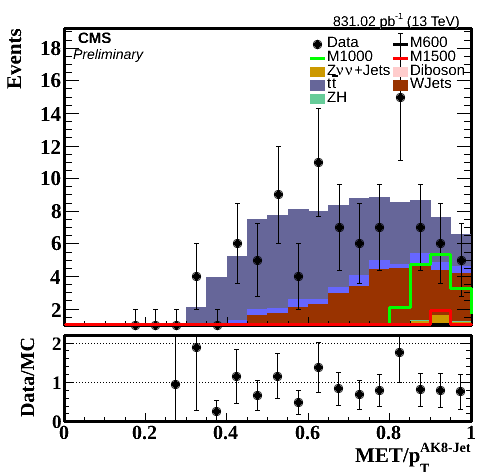 831.02 pb⁻¹ (13 TeV)
CMS
Preliminary
Data
M600
M1000
M1500
Zνν+Jets
Diboson
tt̄
WJets
ZH
Events
18
16
14
12
10
8
6
4
2
Data/MC
2
1
0
0 0.2 0.4 0.6 0.8 1
MET/p_T^AK8-Jet